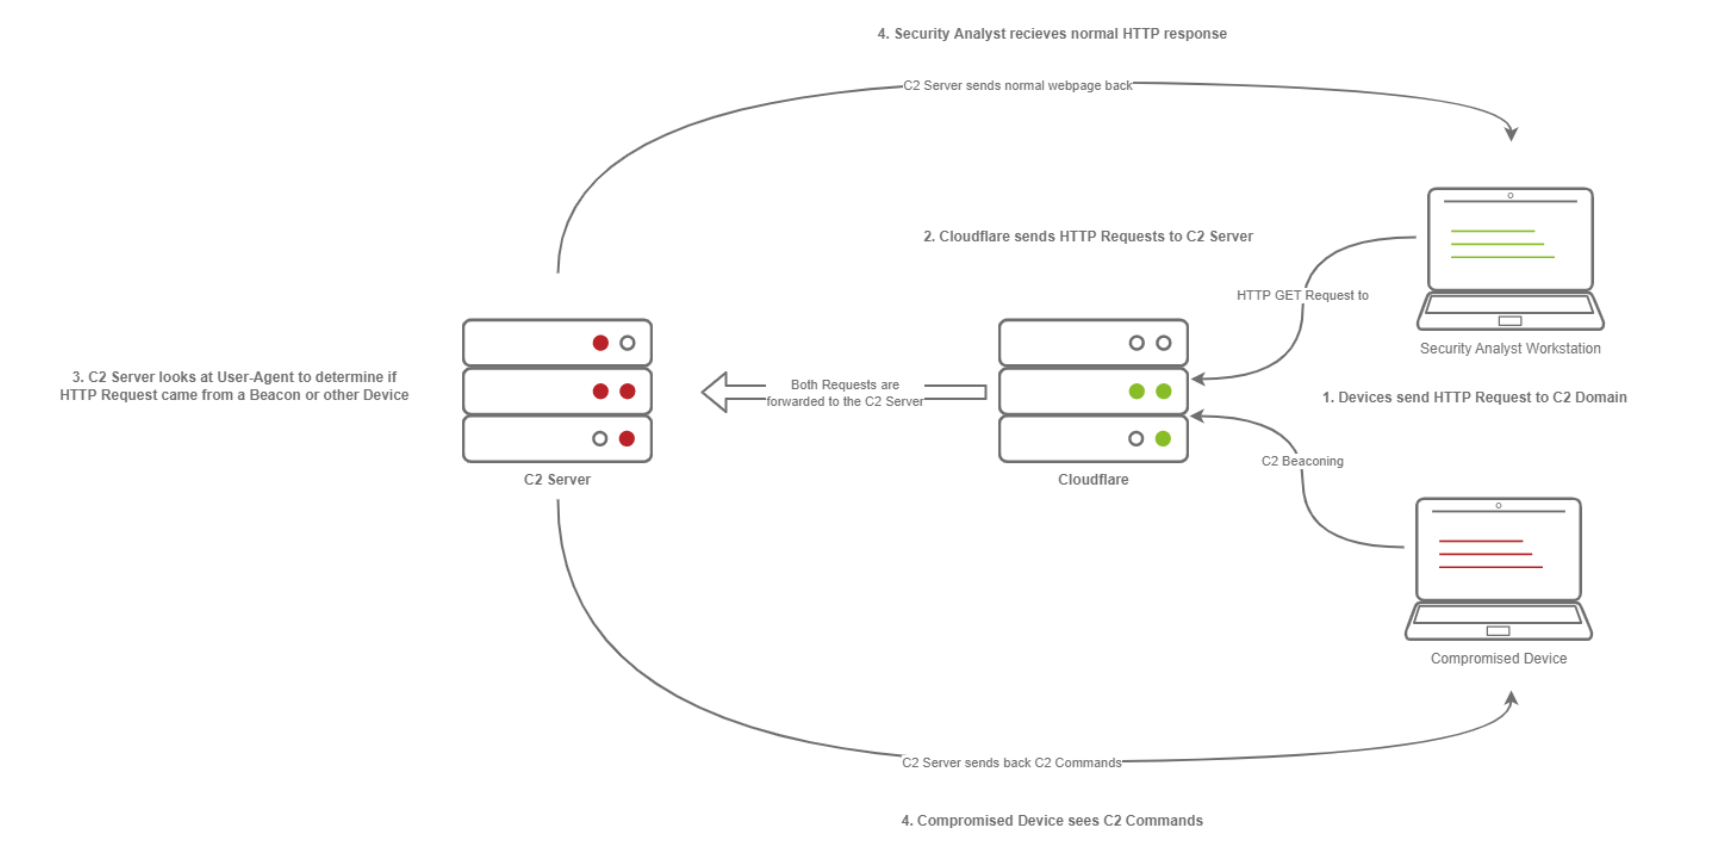 4. Security Analyst recieves normal HTTP response
C2 Server sends normal webpage back
2. Cloudflare sends HTTP Requests to C2 Server
HTTP GET Request to
Security Analyst Workstation
3. C2 Server looks at User-Agent to determine if
HTTP Request came from a Beacon or other Device
Both Requests are
forwarded to the C2 Server
1. Devices send HTTP Request to C2 Domain
C2 Beaconing
C2 Server
Cloudflare
Compromised Device
C2 Server sends back C2 Commands
4. Compromised Device sees C2 Commands